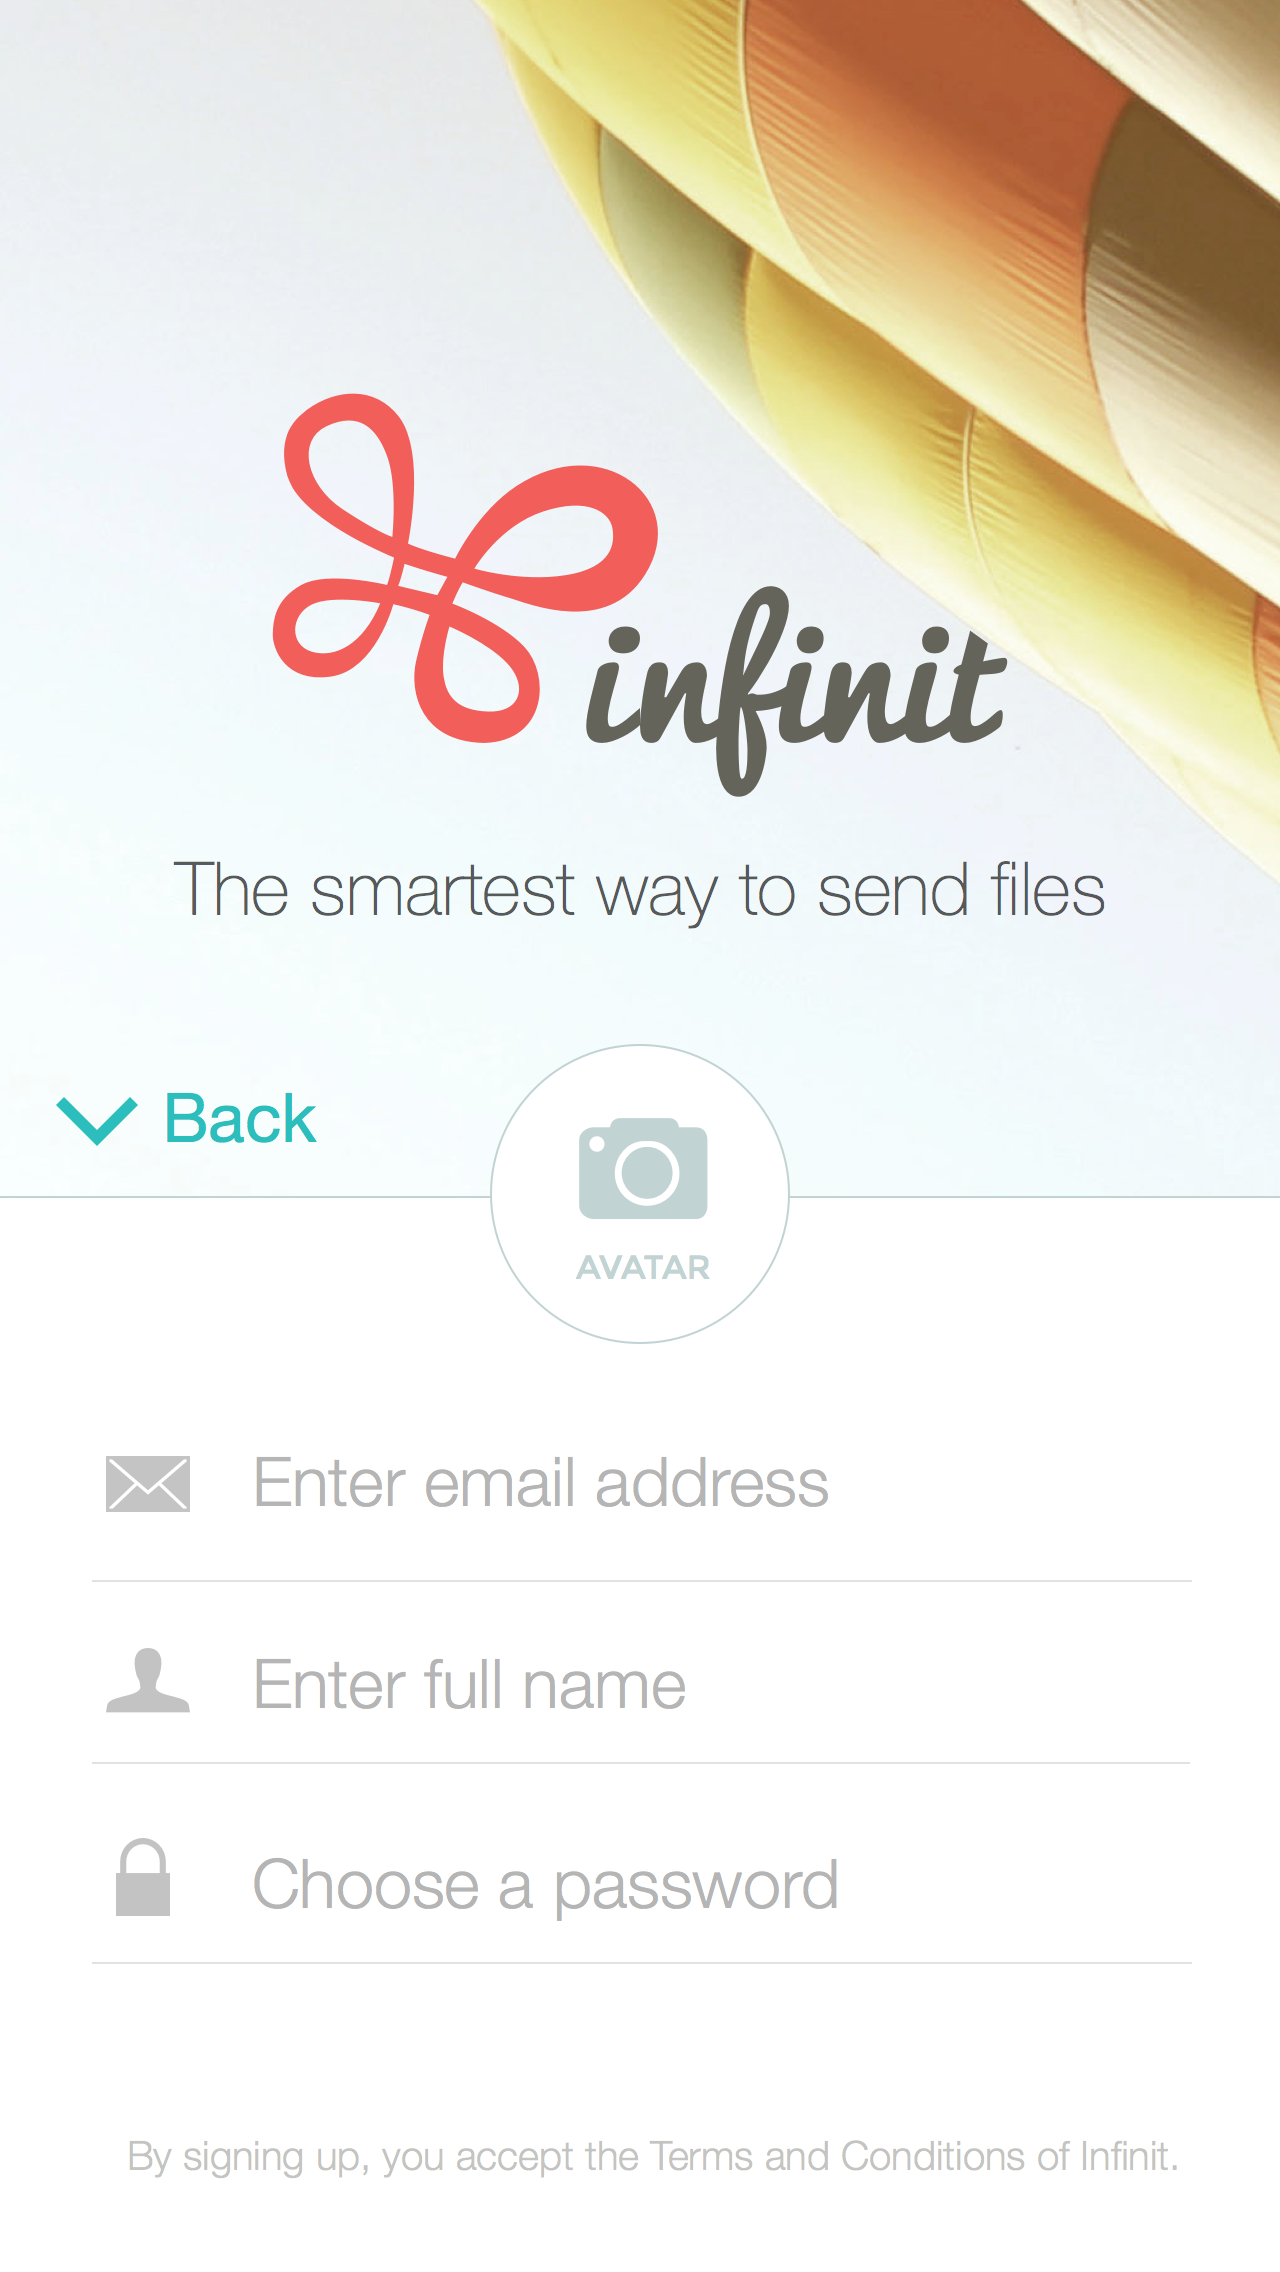 infinit
The smartest way to send files
Back
AVATAR
Enter email address
Enter full name
Choose a password
By signing up, you accept the Terms and Conditions of Infinit.